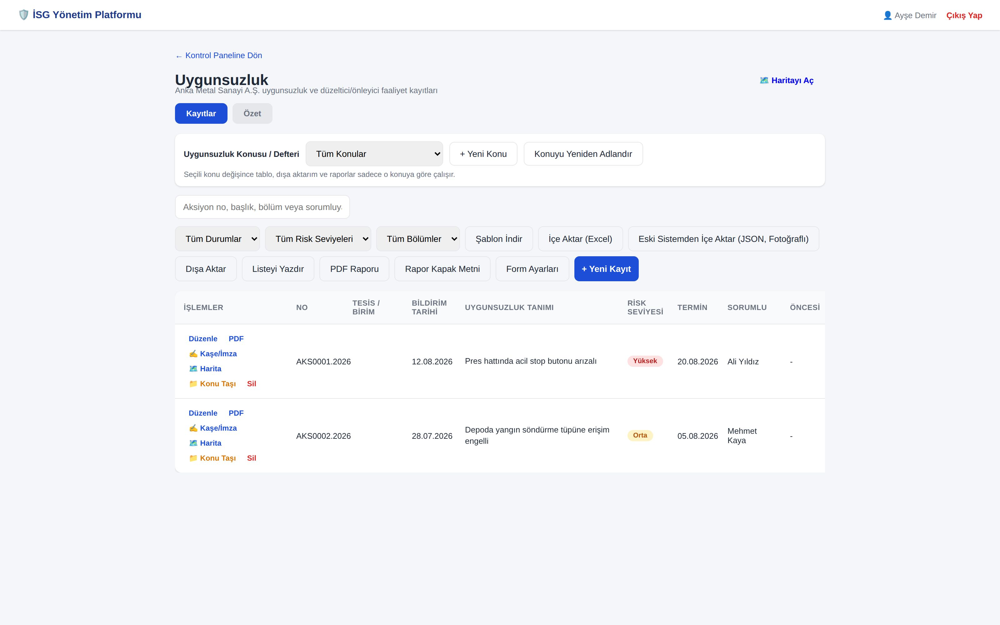 İSG Yönetim Platformu
Ayşe Demir Çıkış Yap
← Kontrol Paneline Dön
Uygunsuzluk
Haritayı Aç
Anka Metal Sanayi A.Ş. uygunsuzluk ve düzeltici/önleyici faaliyet kayıtları
Kayıtlar Özet
Uygunsuzluk Konusu / Defteri Tüm Konular + Yeni Konu Konuyu Yeniden Adlandır
Seçili konu değişince tablo, dışa aktarım ve raporlar sadece o konuya göre çalışır.
Aksiyon no, başlık, bölüm veya sorumluya
Tüm Durumlar Tüm Risk Seviyeleri Tüm Bölümler Şablon İndir İçe Aktar (Excel) Eski Sistemden İçe Aktar (JSON, Fotoğraflı)
Dışa Aktar Listeyi Yazdır PDF Raporu Rapor Kapak Metni Form Ayarları + Yeni Kayıt
İŞLEMLER NO TESİS / BİRİM BİLDİRİM TARİHİ UYGUNSUZLUK TANIMI RİSK SEVİYESİ TERMİN SORUMLU ÖNCESİ
Düzenle PDF
Kaşe/İmza
Harita
Konu Taşı Sil
AKS0001.2026 12.08.2026 Pres hattında acil stop butonu arızalı Yüksek 20.08.2026 Ali Yıldız -
Düzenle PDF
Kaşe/İmza
Harita
Konu Taşı Sil
AKS0002.2026 28.07.2026 Depoda yangın söndürme tüpüne erişim engelli Orta 05.08.2026 Mehmet Kaya -